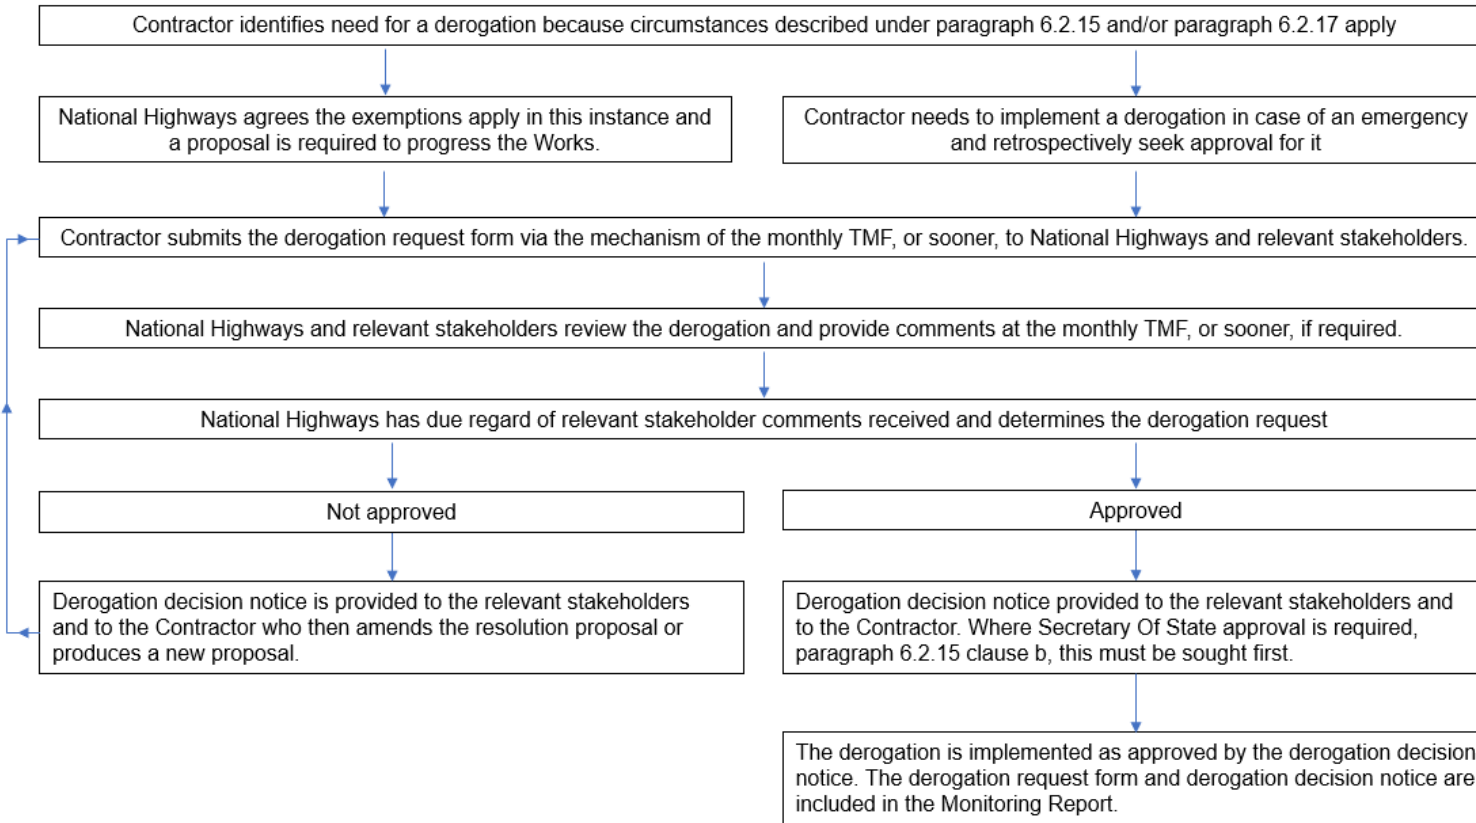 Contractor identifies need for a derogation because circumstances described under paragraph 6.2.15 and/or paragraph 6.2.17 apply
National Highways agrees the exemptions apply in this instance and
a proposal is required to progress the Works.
Contractor needs to implement a derogation in case of an emergency
and retrospectively seek approval for it
Contractor submits the derogation request form via the mechanism of the monthly TMF, or sooner, to National Highways and relevant stakeholders.
National Highways and relevant stakeholders review the derogation and provide comments at the monthly TMF, or sooner, if required.
National Highways has due regard of relevant stakeholder comments received and determines the derogation request
Not approved
Approved
Derogation decision notice is provided to the relevant stakeholders
and to the Contractor who then amends the resolution proposal or
produces a new proposal.
Derogation decision notice provided to the relevant stakeholders and
to the Contractor. Where Secretary Of State approval is required,
paragraph 6.2.15 clause b, this must be sought first.
The derogation is implemented as approved by the derogation decision
notice. The derogation request form and derogation decision notice are
included in the Monitoring Report.